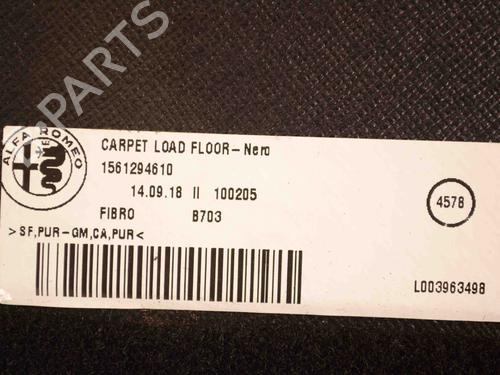 B-PARTS
ALFA ROMEO
CARPET LOAD FLOOR-Nero
1561294610
14.09.18 II 100205
FIBRO B703
4578
>SF,PUR-GM,CA,PUR<
L003963498